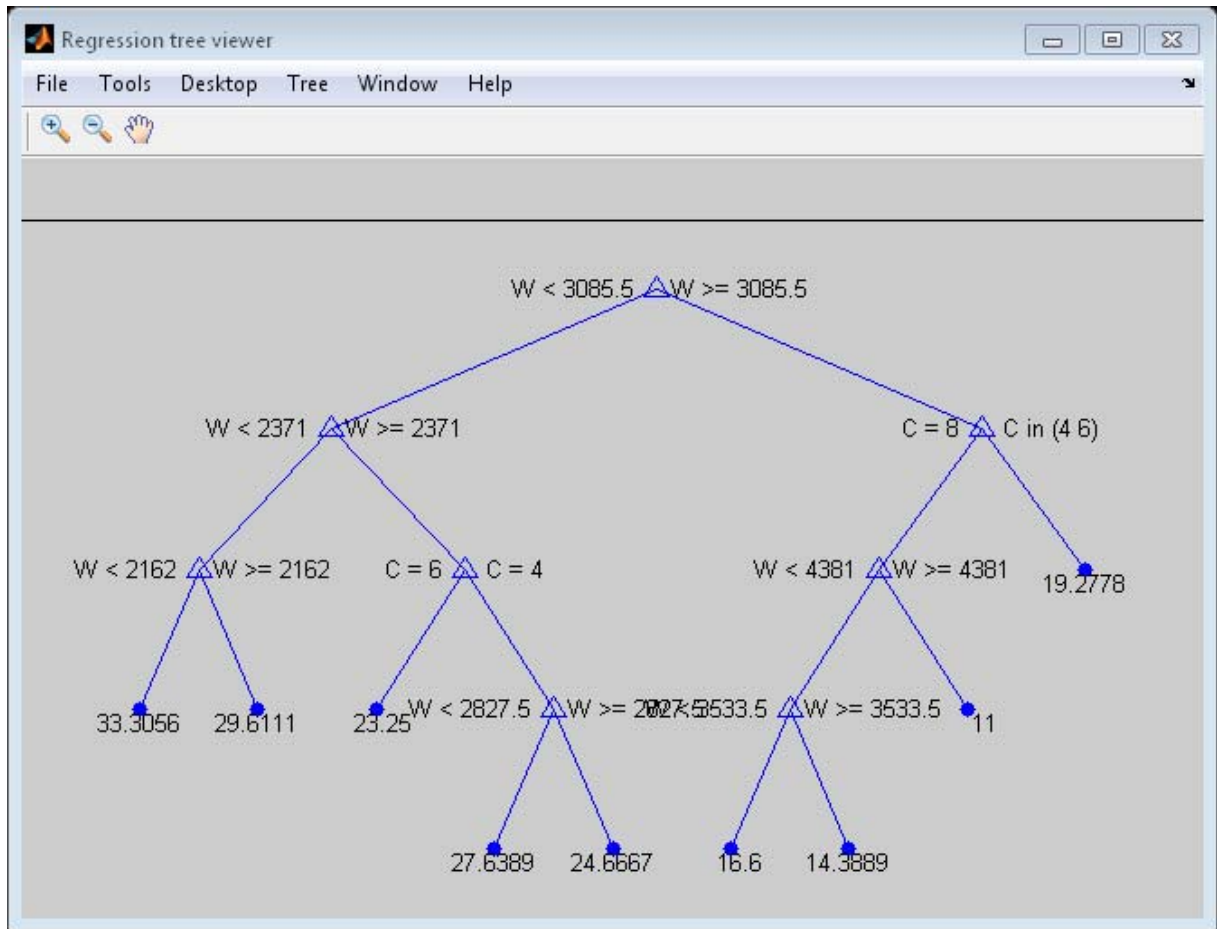 Regression tree viewer
File Tools Desktop Tree Window Help
W < 3085.5 W >= 3085.5
W < 2371 W >= 2371 C = 8 C in (4 6)
W < 2162 W >= 2162 C = 6 C = 4 W < 4381 W >= 4381 19.2778
33.3056 29.6111 23.25 W < 2827.5 W >= 2827.5 W < 3533.5 W >= 3533.5 11
27.6389 24.6667 16.6 14.3889